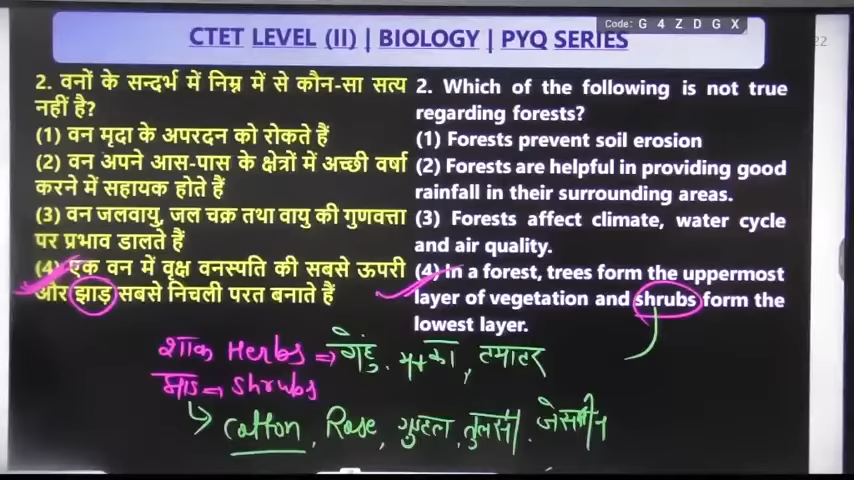 Code: G 4 Z D G X
22
CTET LEVEL (II) | BIOLOGY | PYQ SERIES
2. वनों के सन्दर्भ में निम्न में से कौन-सा सत्य
नहीं है?
(1) वन मृदा के अपरदन को रोकते हैं
(2) वन अपने आस-पास के क्षेत्रों में अच्छी वर्षा
करने में सहायक होते हैं
(3) वन जलवायु, जल चक्र तथा वायु की गुणवत्ता
पर प्रभाव डालते हैं
(4) एक वन में वृक्ष वनस्पति की सबसे ऊपरी
और झाड़ सबसे निचली परत बनाते हैं
2. Which of the following is not true
regarding forests?
(1) Forests prevent soil erosion
(2) Forests are helpful in providing good
rainfall in their surrounding areas.
(3) Forests affect climate, water cycle
and air quality.
(4) In a forest, trees form the uppermost
layer of vegetation and shrubs form the
lowest layer.
शाक Herbs ⇒ गेहूं, मक्का, टमाटर
झाड़ ⇒ Shrubs
↳ Cotton, Rose, गुड़हल, तुलसी, जेसमीन